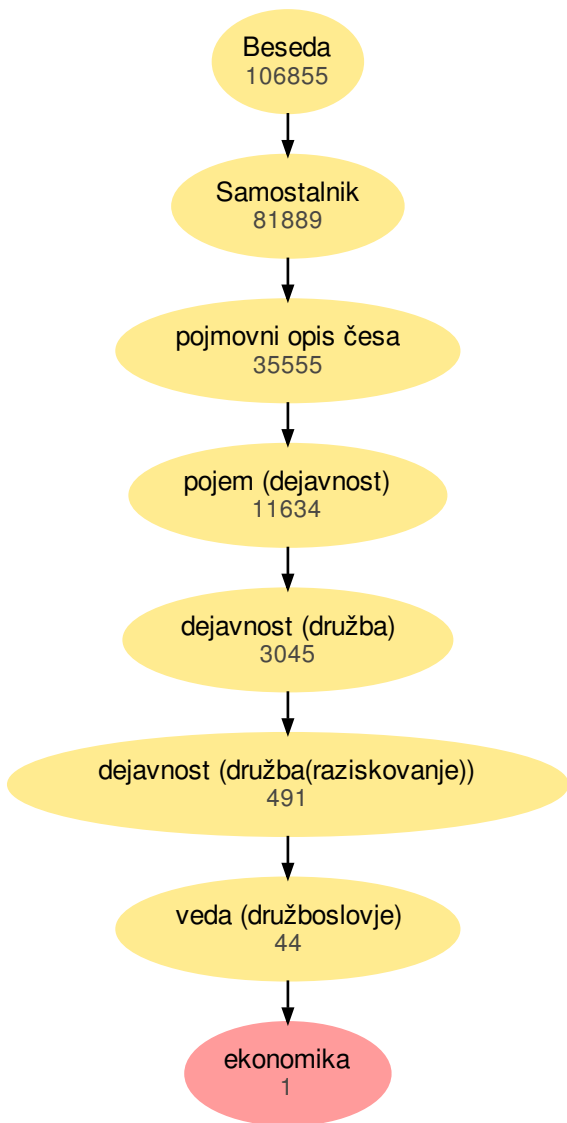 Beseda
106855
Samostalnik
81889
pojmovni opis česa
35555
pojem (dejavnost)
11634
dejavnost (družba)
3045
dejavnost (družba(raziskovanje))
491
veda (družboslovje)
44
ekonomika
1